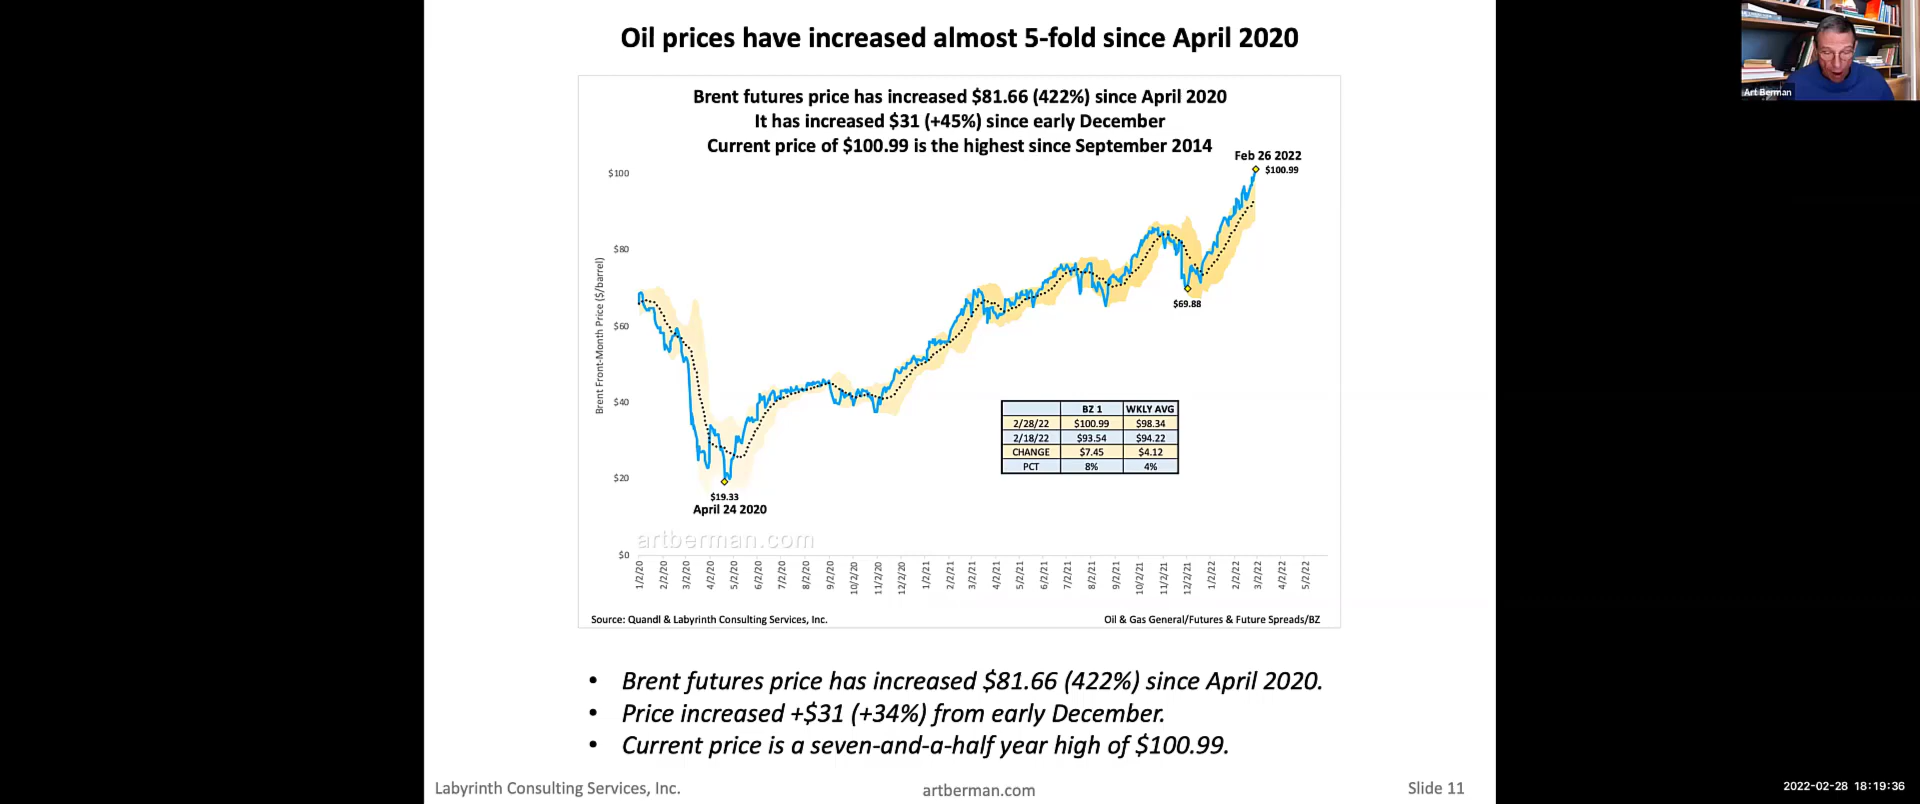 Oil prices have increased almost 5-fold since April 2020
Art Berman
Brent futures price has increased $81.66 (422%) since April 2020
It has increased $31 (+45%) since early December
Current price of $100.99 is the highest since September 2014
Feb 26 2022
$100.99
$100
$80
$60
$40
$20
$0
Brent Front-Month Price ($/barrel)
$69.88
$19.33
April 24 2020
BZ 1 WKLY AVG
2/28/22 $100.99 $98.34
2/18/22 $93.54 $94.22
CHANGE $7.45 $4.12
PCT 8% 4%
artberman.com
1/2/20 2/2/20 3/2/20 4/2/20 5/2/20 6/2/20 7/2/20 8/2/20 9/2/20 10/2/20 11/2/20 12/2/20 1/2/21 2/2/21 3/2/21 4/2/21 5/2/21 6/2/21 7/2/21 8/2/21 9/2/21 10/2/21 11/2/21 12/2/21 1/2/22 2/2/22 3/2/22 4/2/22 5/2/22
Source: Quandl & Labyrinth Consulting Services, Inc. Oil & Gas General/Futures & Future Spreads/BZ
• Brent futures price has increased $81.66 (422%) since April 2020.
• Price increased +$31 (+34%) from early December.
• Current price is a seven-and-a-half year high of $100.99.
Labyrinth Consulting Services, Inc. artberman.com Slide 11
2022-02-28 18:19:36